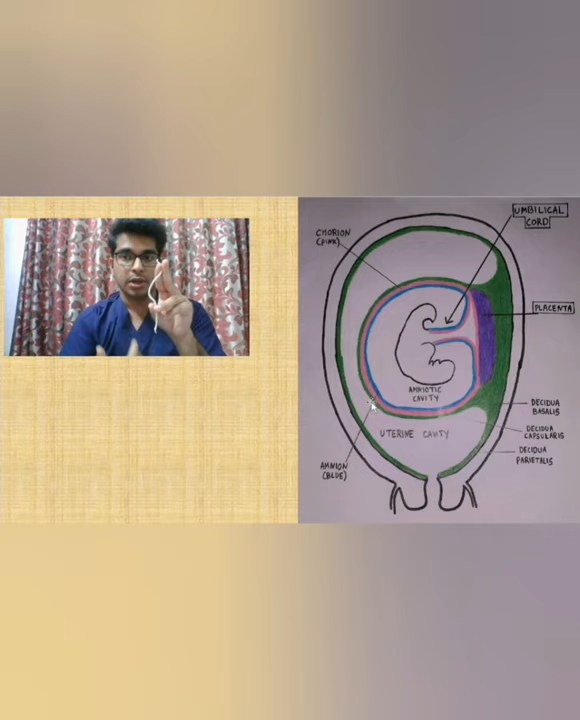 UMBILICAL
CORD
CHORION
(PINK)
PLACENTA
AMNIOTIC
CAVITY
DECIDUA
BASALIS
UTERINE CAVITY
DECIDUA
CAPSULARIS
DECIDUA
PARIETALIS
AMNION
(BLUE)